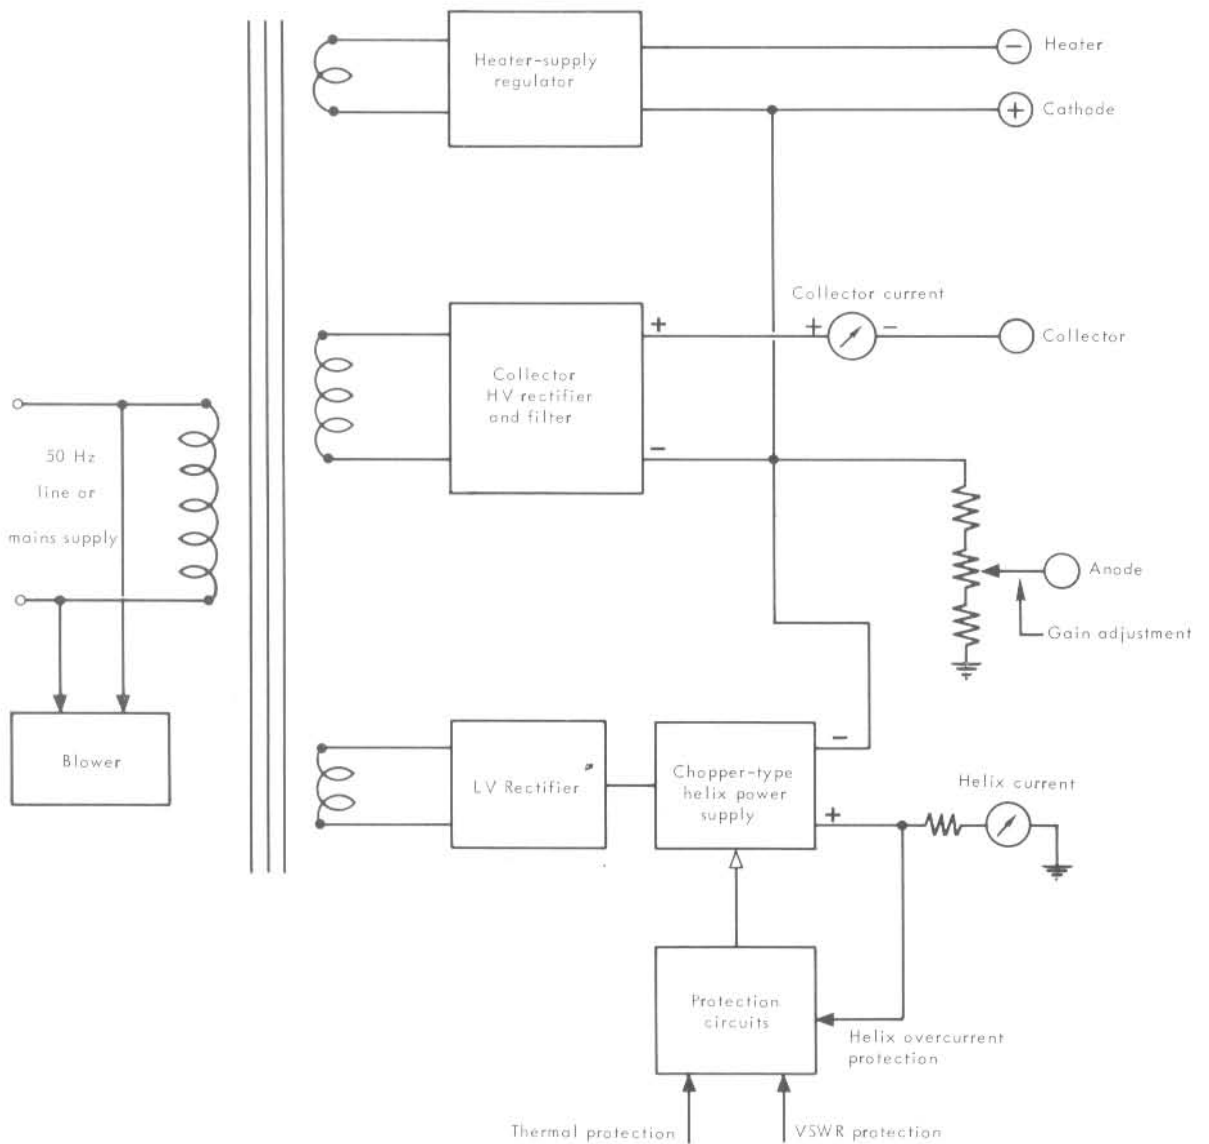 Heater-supply
regulator
− Heater
+ Cathode
Collector current
+
+
−
Collector
Collector
HV rectifier
and filter
−
50 Hz
line or
mains supply
Anode
Gain adjustment
Blower
LV Rectifier
Chopper-type
helix power
supply
−
+
Helix current
Protection
circuits
Helix overcurrent
protection
Thermal protection
VSWR protection